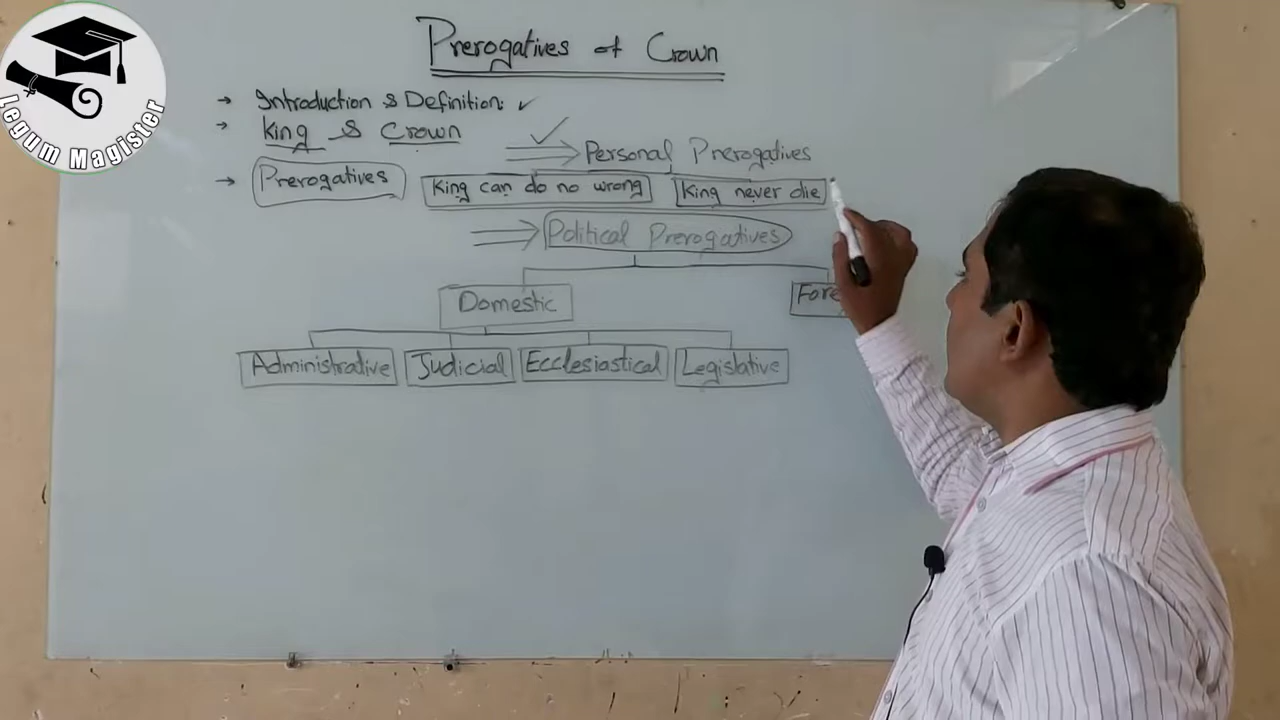 Legum Magister
Prerogatives of Crown
→ Introduction & Definition: ✓
→ King & Crown
Personal Prerogatives
→ Prerogatives
King can do no wrong King never die
Political Prerogatives
Domestic
Administrative Judicial Ecclesiastical Legislative